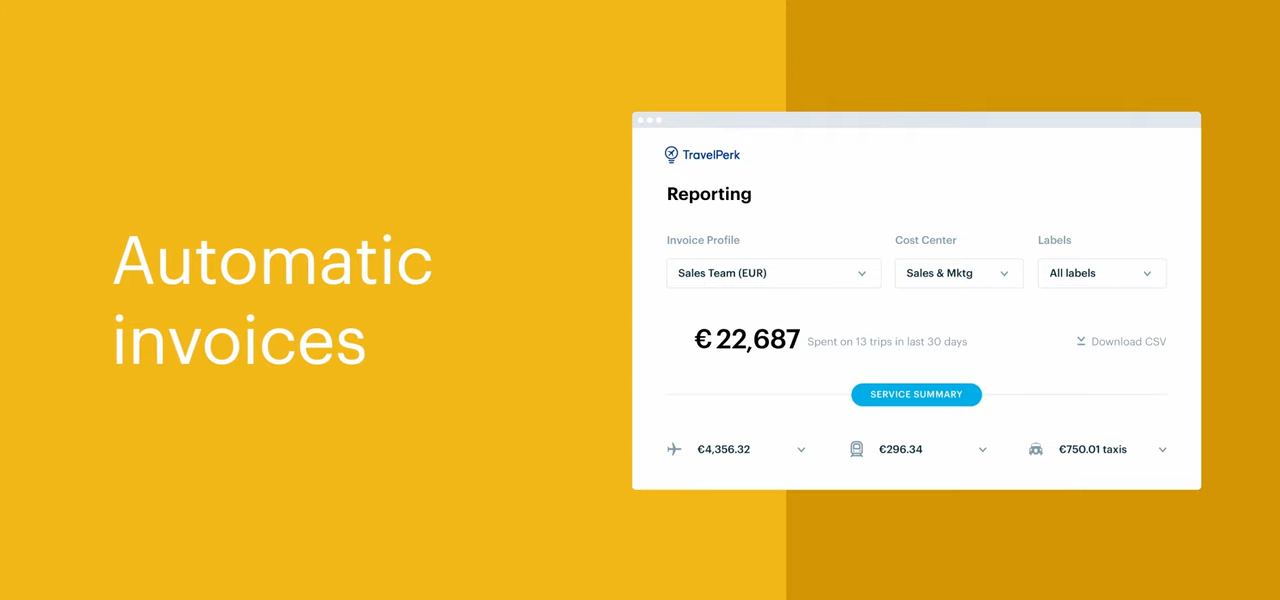 Automatic
invoices
TravelPerk
Reporting
Invoice Profile
Cost Center
Labels
Sales Team (EUR)
Sales & Mktg
All labels
€ 22,687 Spent on 13 trips in last 30 days
Download CSV
SERVICE SUMMARY
€4,356.32
€296.34
€750.01 taxis